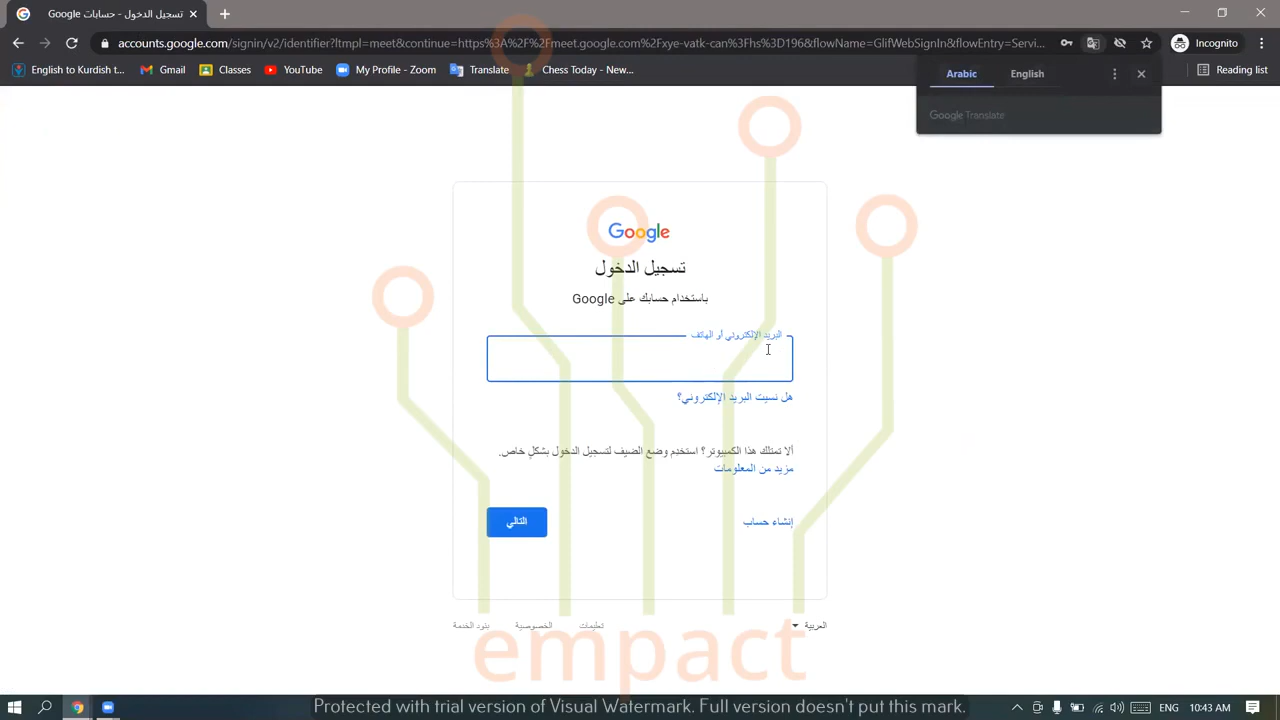 تسجيل الدخول - حسابات Google
accounts.google.com/signin/v2/identifier?ltmpl=meet&continue=https%3A%2F%2Fmeet.google.com%2Fxye-vatk-can%3Fhs%3D196&flowName=GlifWebSignIn&flowEntry=Servi...
Incognito
English to Kurdish t...
Gmail
Classes
YouTube
My Profile - Zoom
Translate
Chess Today - New...
Reading list
Arabic
English
Google Translate
Google
تسجيل الدخول
باستخدام حسابك على Google
البريد الإلكتروني أو الهاتف
هل نسيت البريد الإلكتروني؟
ألا تمتلك هذا الكمبيوتر؟ استخدِم وضع الضيف لتسجيل الدخول بشكلٍ خاص.
مزيد من المعلومات
إنشاء حساب
التالي
العربية
تعليمات
الخصوصية
بنود الخدمة
empact
Protected with trial version of Visual Watermark. Full version doesn't put this mark.
ENG
10:43 AM